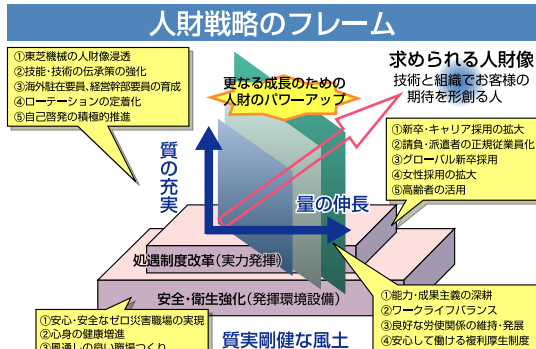 人財戦略のフレーム
①東芝機械の人財像浸透
②技能・技術の伝承策の強化
③海外駐在要員、経営幹部要員の育成
④ローテーションの定着化
⑤自己啓発の積極的推進
更なる成長のための
人財のパワーアップ
求められる人財像
技術と組織でお客様の
期待を形創る人
①新卒・キャリア採用の拡大
②請負・派遣者の正規従業員化
③グローバル新卒採用
④女性採用の拡大
⑤高齢者の活用
質の充実
量の伸長
処遇制度改革（実力発揮）
安全・衛生強化（発揮環境設備）
①安心・安全なゼロ災害職場の実現
②心身の健康増進
③風通しの良い職場づくり
質実剛健な風土
①能力・成果主義の深耕
②ワークライフバランス
③良好な労使関係の維持・発展
④安心して働ける複利厚生制度